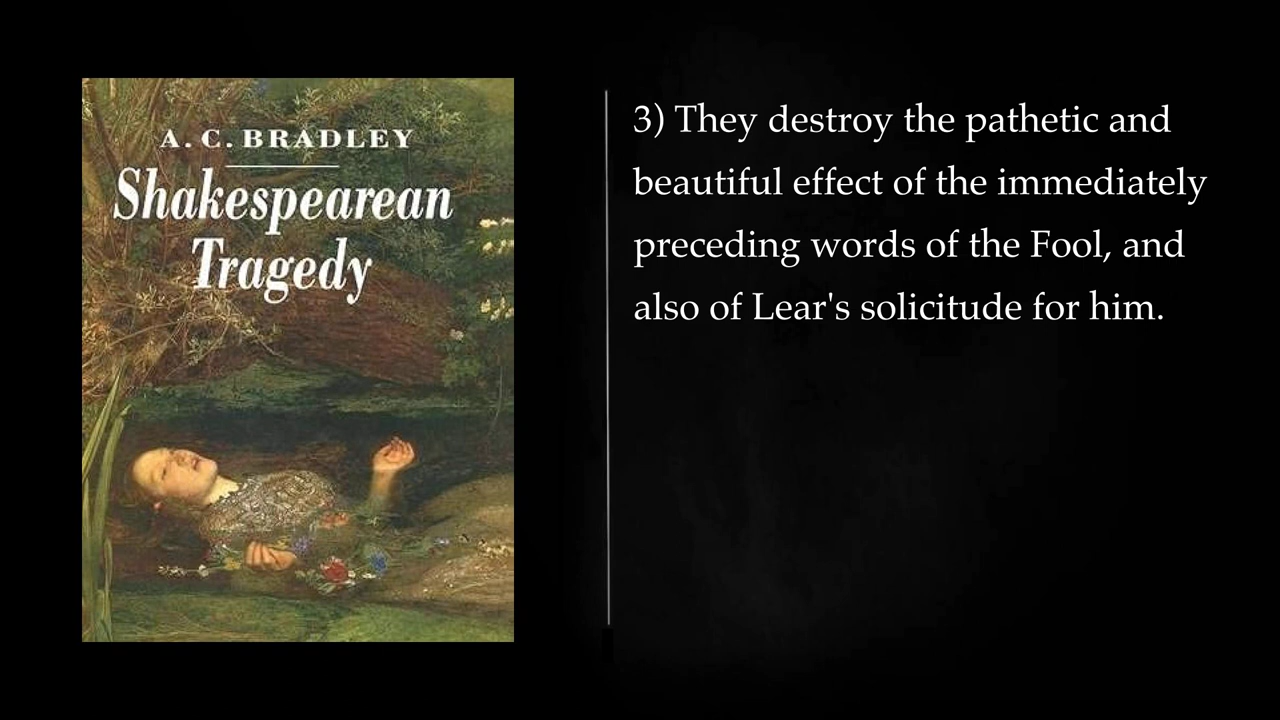 A. C. BRADLEY
Shakespearean
Tragedy
3) They destroy the pathetic and
beautiful effect of the immediately
preceding words of the Fool, and
also of Lear's solicitude for him.